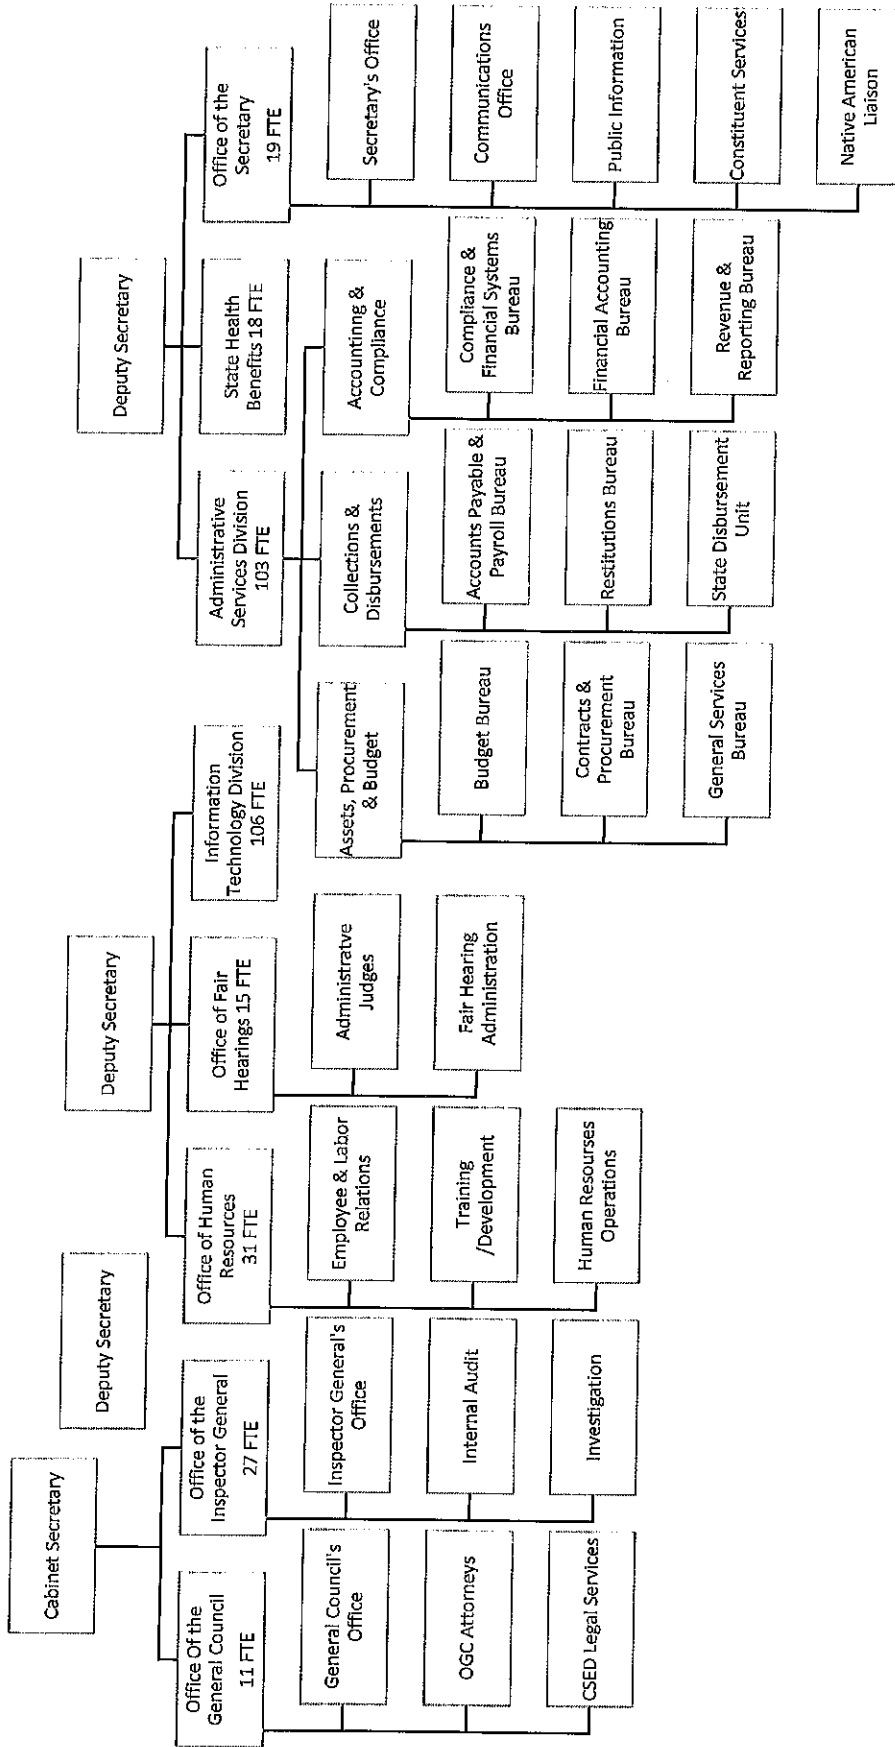 Cabinet Secretary
Deputy Secretary
Deputy Secretary
Deputy Secretary
Office Of the
General Council
11 FTE
Office of the
Inspector General
27 FTE
Office of Human
Resources
31 FTE
Office of Fair
Hearings 15 FTE
Information
Technology Division
106 FTE
Administrative
Services Division
103 FTE
State Health
Benefits 18 FTE
Office of the
Secretary
19 FTE
General Council's
Office
OGC Attorneys
CSED Legal Services
Inspector General's
Office
Internal Audit
Investigation
Employee & Labor
Relations
Training
/Development
Human Resourses
Operations
Administratve
Judges
Fair Hearing
Administration
Assets, Procurement
& Budget
Budget Bureau
Contracts &
Procurement
Bureau
General Services
Bureau
Collections &
Disbursements
Accounts Payable &
Payroll Bureau
Restitutions Bureau
State Disbursement
Unit
Accountinng &
Compliance
Compliance &
Financial Systems
Bureau
Financial Accounting
Bureau
Revenue &
Reporting Bureau
Secretary's Office
Communications
Office
Public Information
Constituent Services
Native American
Liaison